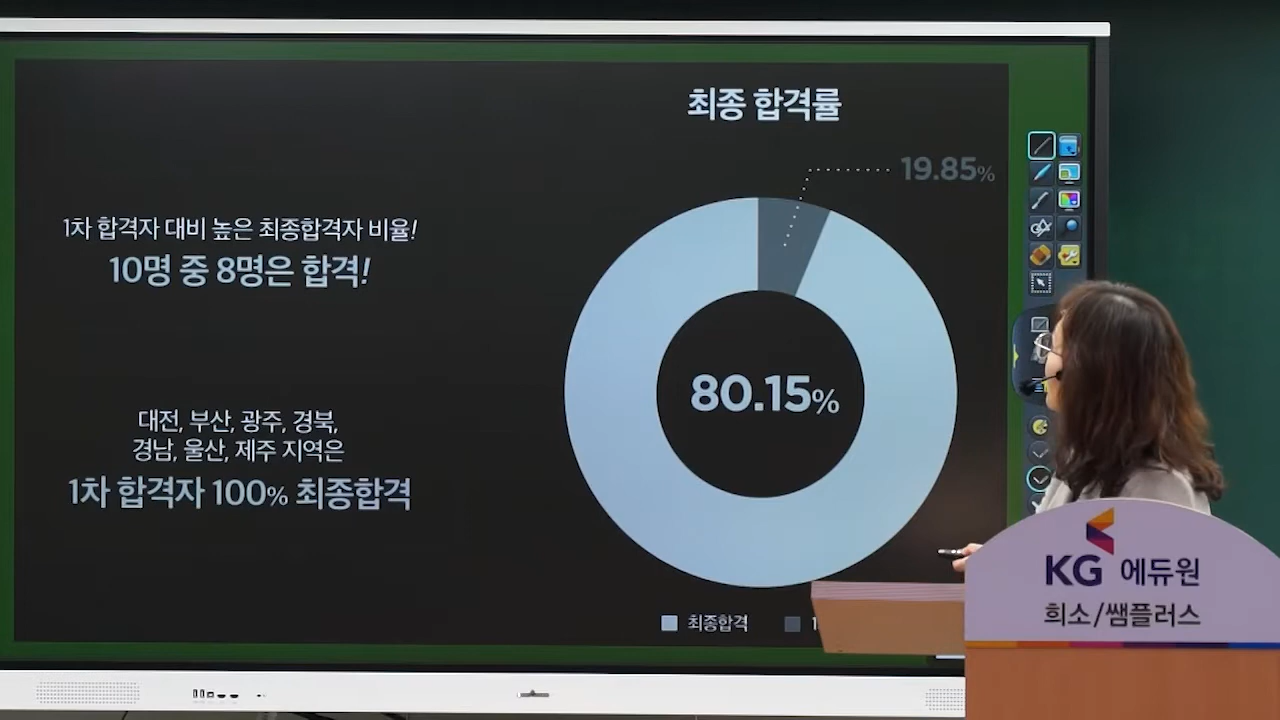 최종 합격률
19.85%
1차 합격자 대비 높은 최종합격자 비율!
10명 중 8명은 합격!
80.15%
대전, 부산, 광주, 경북,
경남, 울산, 제주 지역은
1차 합격자 100% 최종합격
최종합격
KG 에듀원
희소/쌤플러스